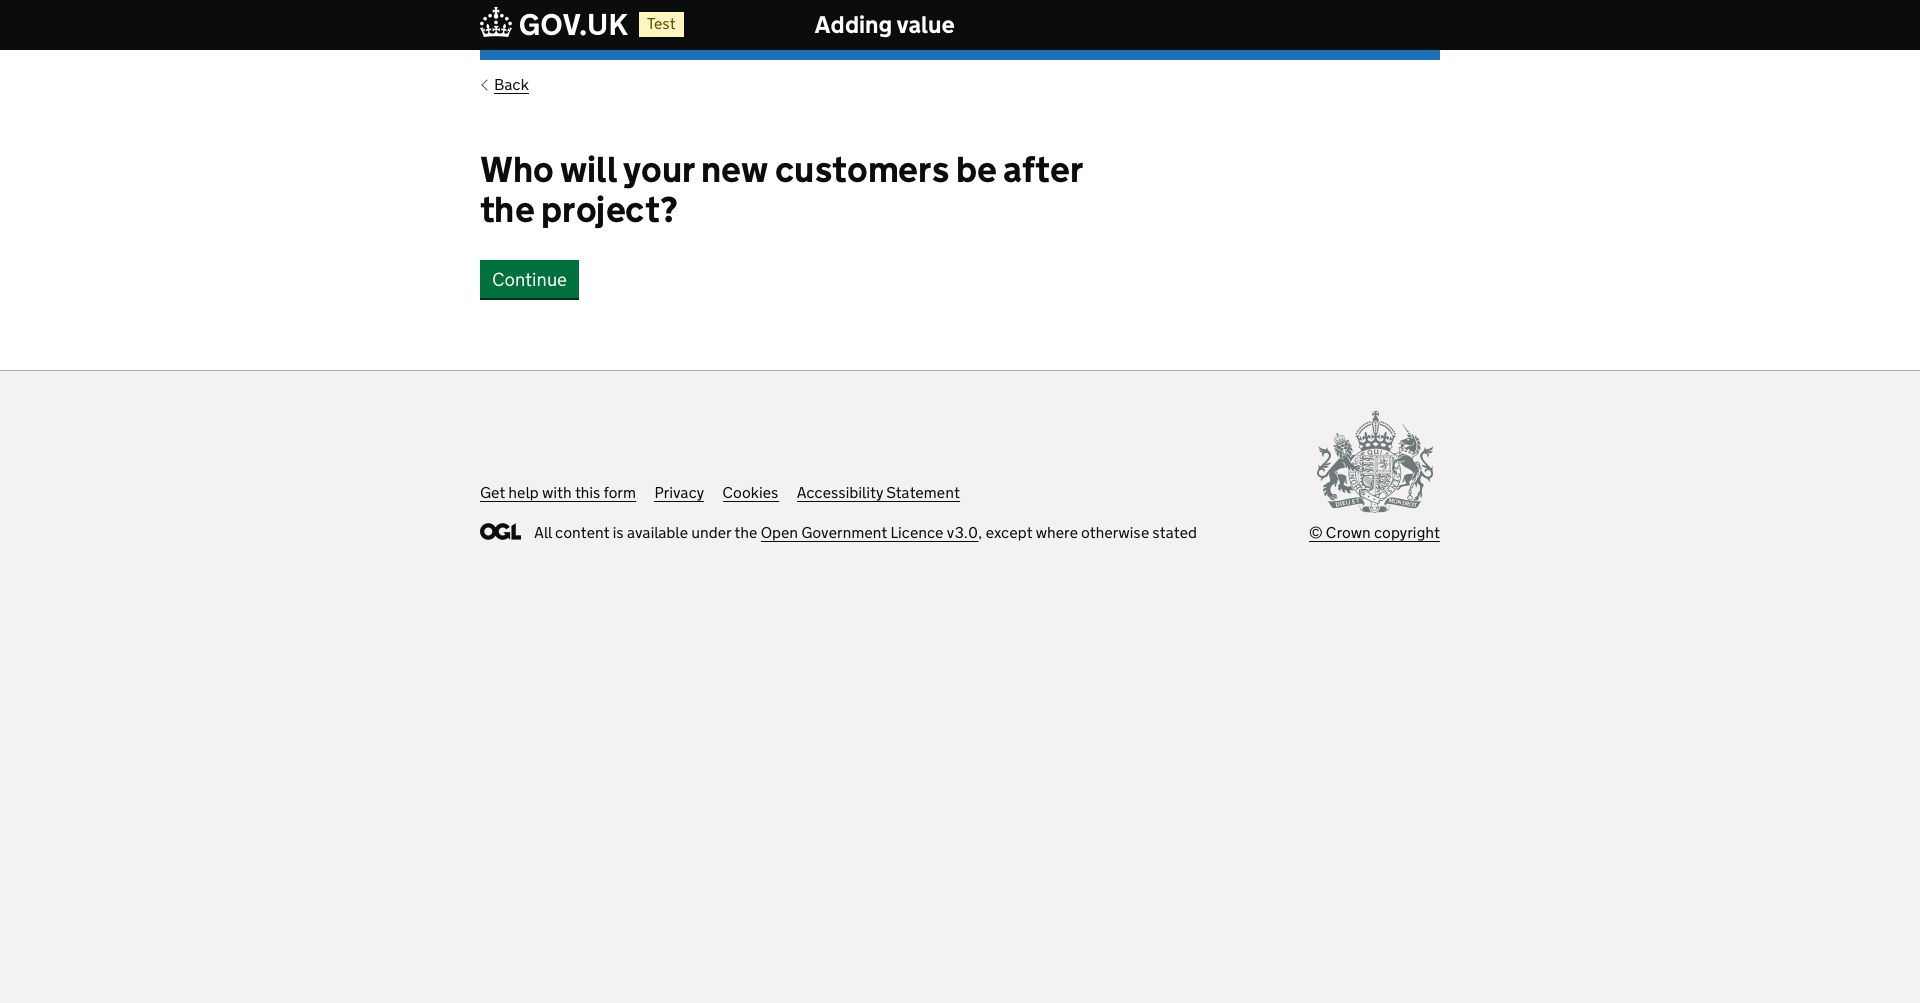 GOV.UK Test Adding value
Back
Who will your new customers be after
the project?
Continue
Get help with this form Privacy Cookies Accessibility Statement
OGL All content is available under the Open Government Licence v3.0, except where otherwise stated
© Crown copyright